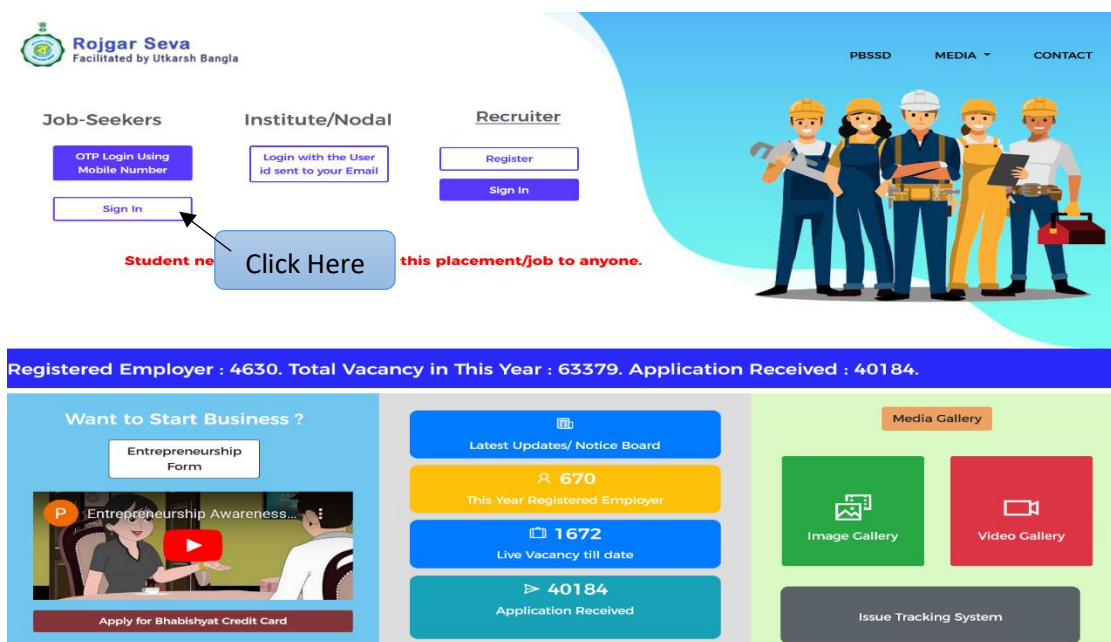 Rojgar Seva
Facilitated by Utkarsh Bangla
PBSSD MEDIA CONTACT
Job-Seekers
OTP Login Using
Mobile Number
Sign In
Institute/Nodal
Login with the User
id sent to your Email
Recruiter
Register
Sign In
Click Here
Student ne this placement/job to anyone.
Registered Employer : 4630. Total Vacancy in This Year : 63379. Application Received : 40184.
Want to Start Business ?
Entrepreneurship
Form
P Entrepreneurship Awareness...
Apply for Bhabishyat Credit Card
Latest Updates/ Notice Board
670
This Year Registered Employer
1672
Live Vacancy till date
40184
Application Received
Media Gallery
Image Gallery
Video Gallery
Issue Tracking System